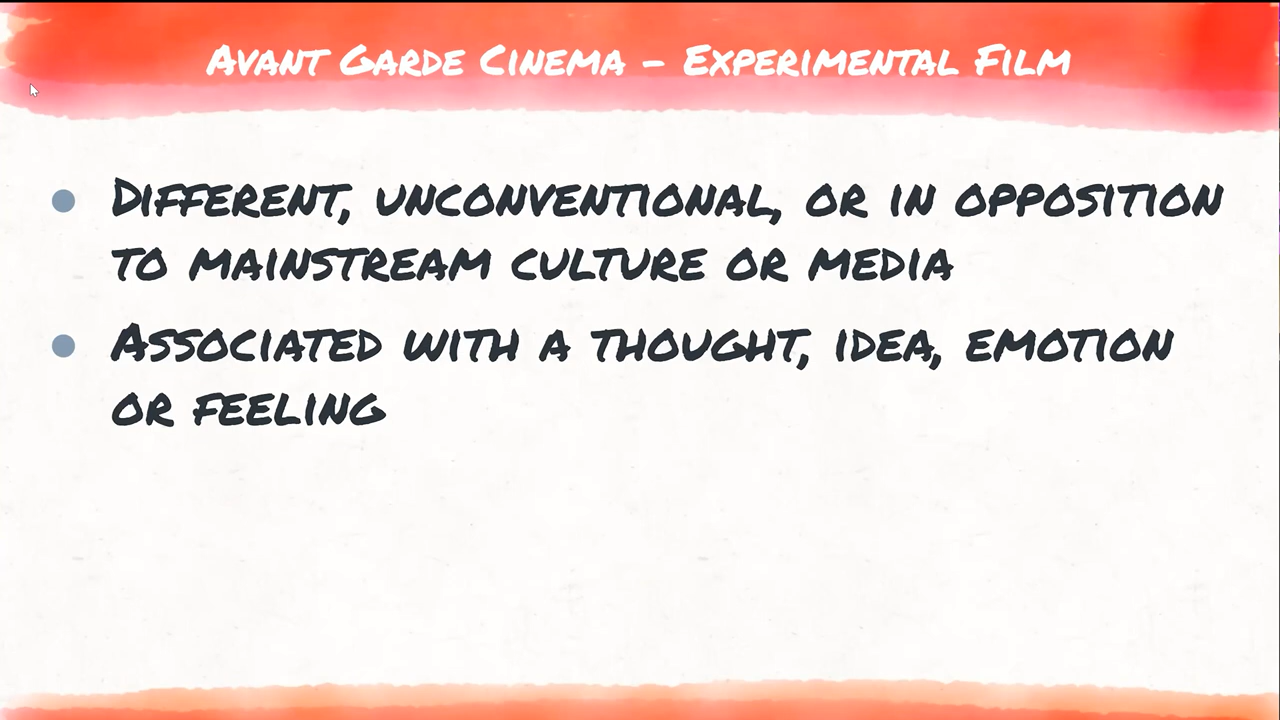 Avant Garde Cinema – Experimental Film
Different, unconventional, or in opposition
to mainstream culture or media
Associated with a thought, idea, emotion
or feeling